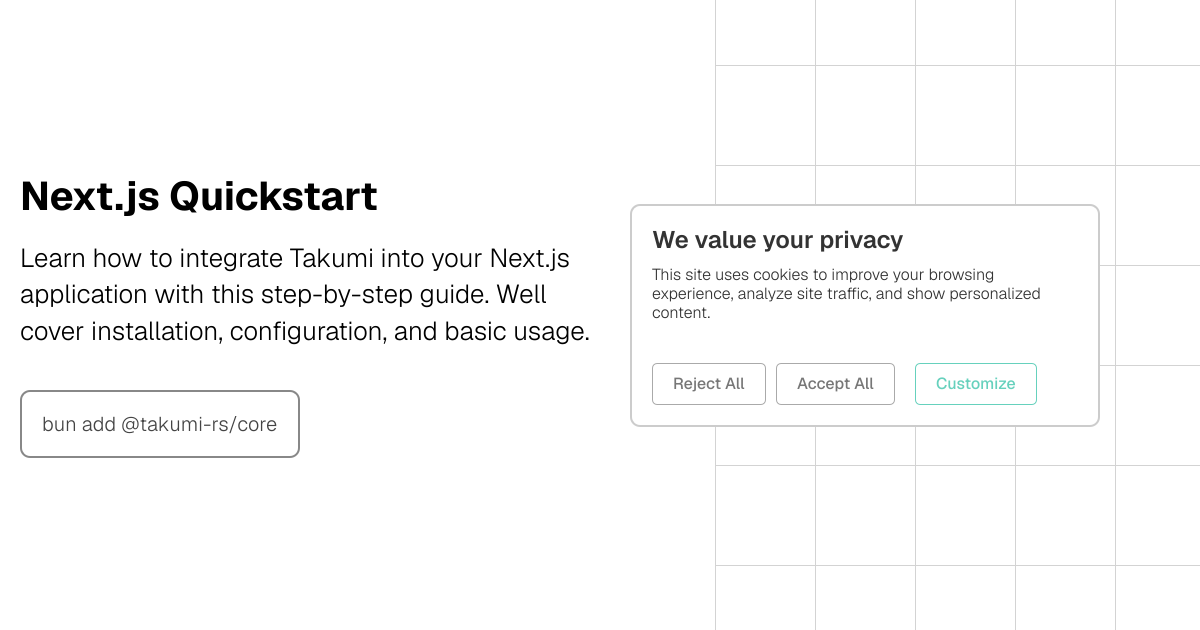 Next.js Quickstart
Learn how to integrate Takumi into your Next.js
application with this step-by-step guide. Well
cover installation, configuration, and basic usage.
bun add @takumi-rs/core
We value your privacy
This site uses cookies to improve your browsing
experience, analyze site traffic, and show personalized
content.
Reject All
Accept All
Customize